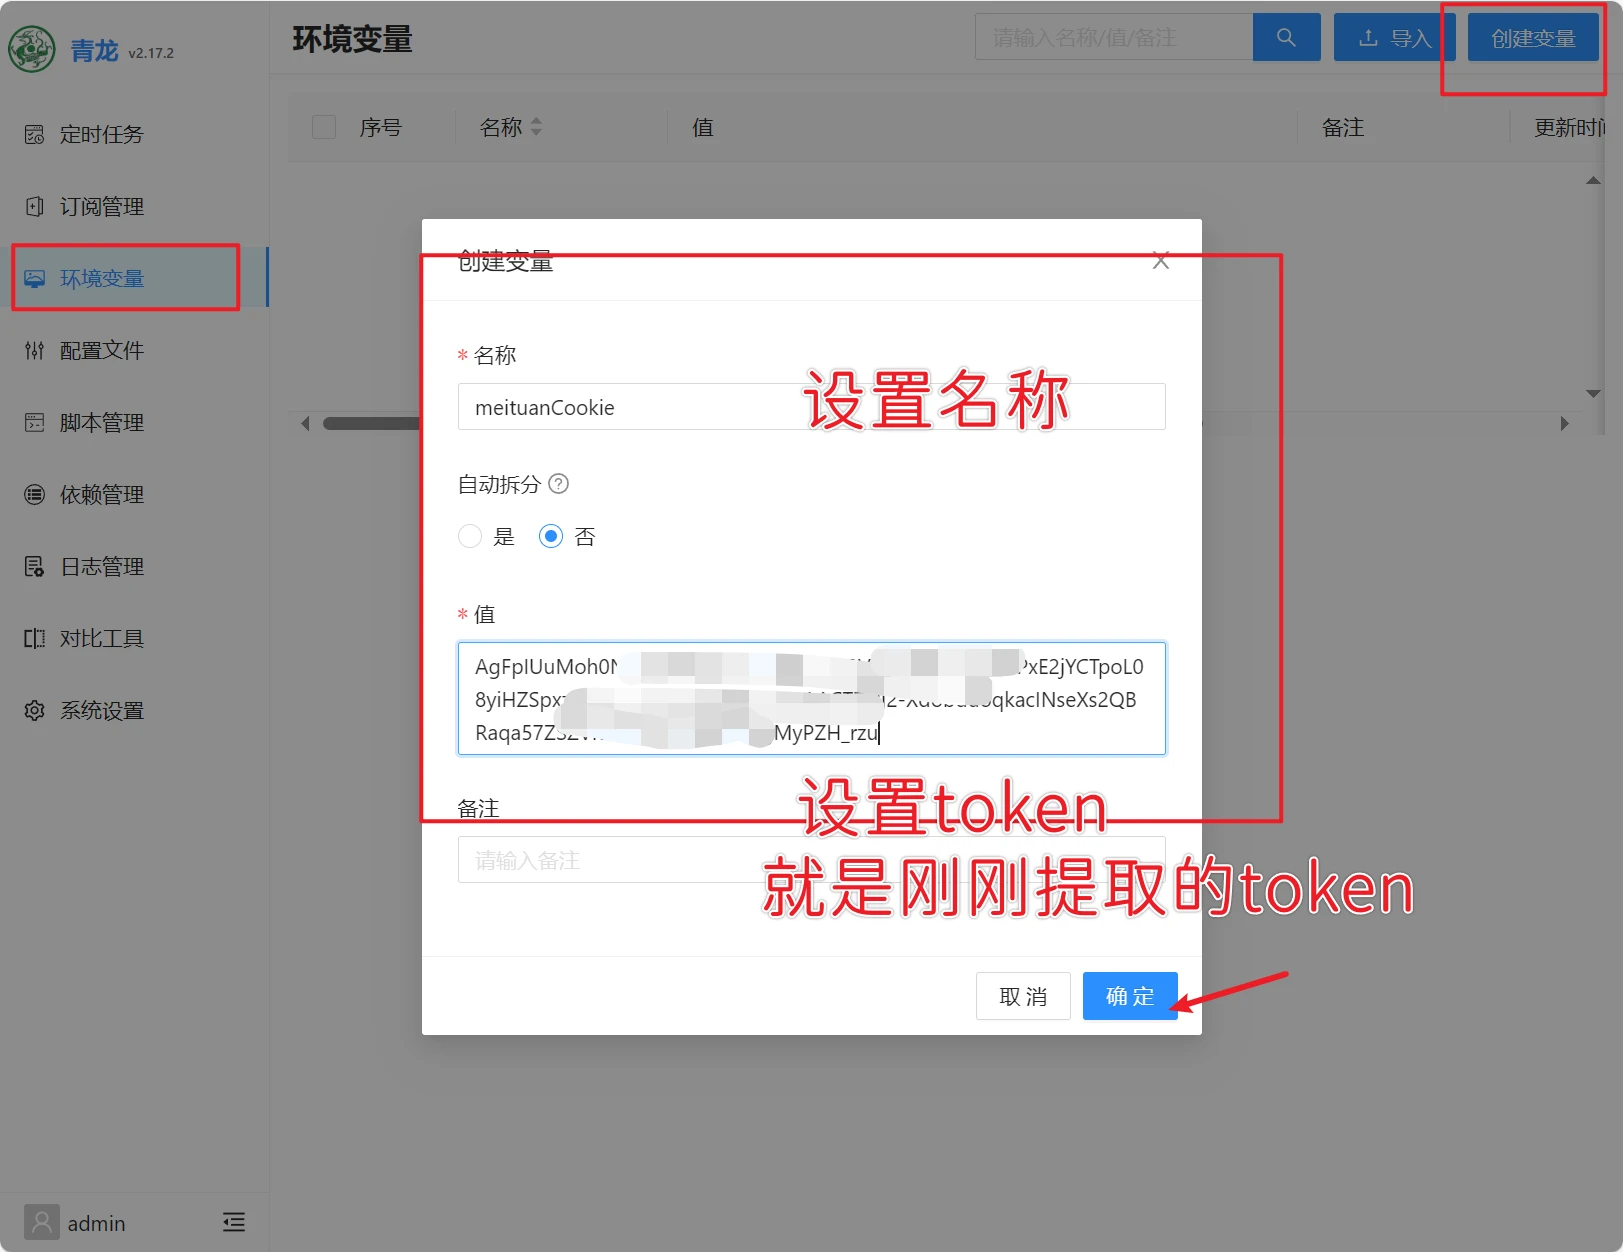 青龙 v2.17.2
定时任务
订阅管理
环境变量
配置文件
脚本管理
依赖管理
日志管理
对比工具
系统设置
admin
环境变量
请输入名称/值/备注
导入
创建变量
序号 名称 值 备注 更新时间
创建变量
* 名称
meituanCookie
设置名称
自动拆分 ?
是 否
* 值
AgFplUuMoh0 PxE2jYCTpoL0
8yiHZSpx qkaclNseXs2QB
Raqa57Z MyPZH_rzu
备注
请输入备注
设置token
就是刚刚提取的token
取 消 确 定